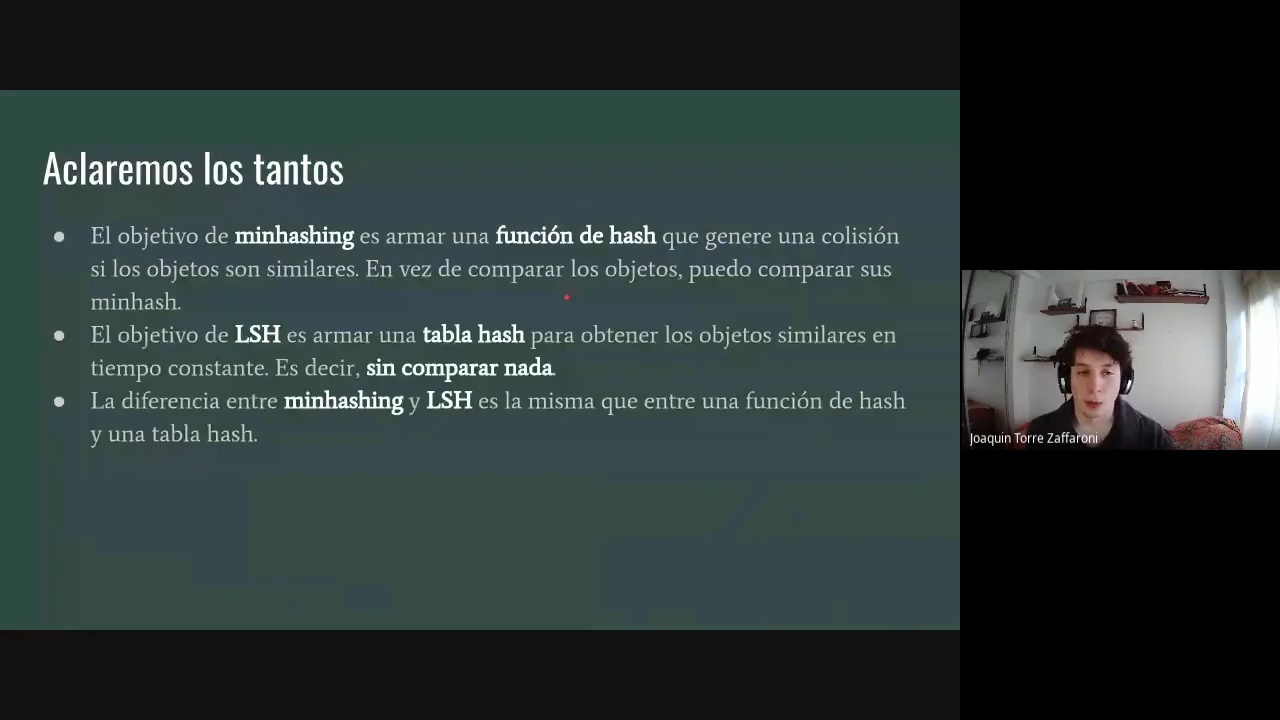 Aclaremos los tantos
● El objetivo de minhashing es armar una función de hash que genere una colisión
si los objetos son similares. En vez de comparar los objetos, puedo comparar sus
minhash.
● El objetivo de LSH es armar una tabla hash para obtener los objetos similares en
tiempo constante. Es decir, sin comparar nada.
● La diferencia entre minhashing y LSH es la misma que entre una función de hash
y una tabla hash.
Joaquin Torre Zaffaroni